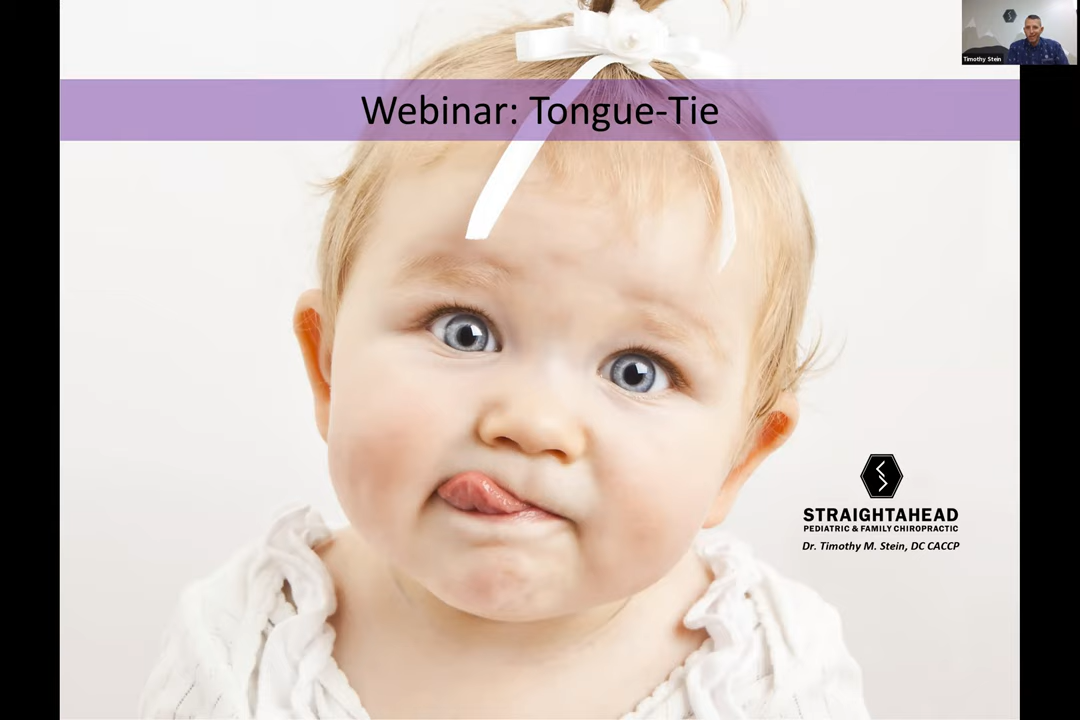 Timothy Stein
Webinar: Tongue-Tie
STRAIGHTAHEAD
PEDIATRIC & FAMILY CHIROPRACTIC
Dr. Timothy M. Stein, DC CACCP